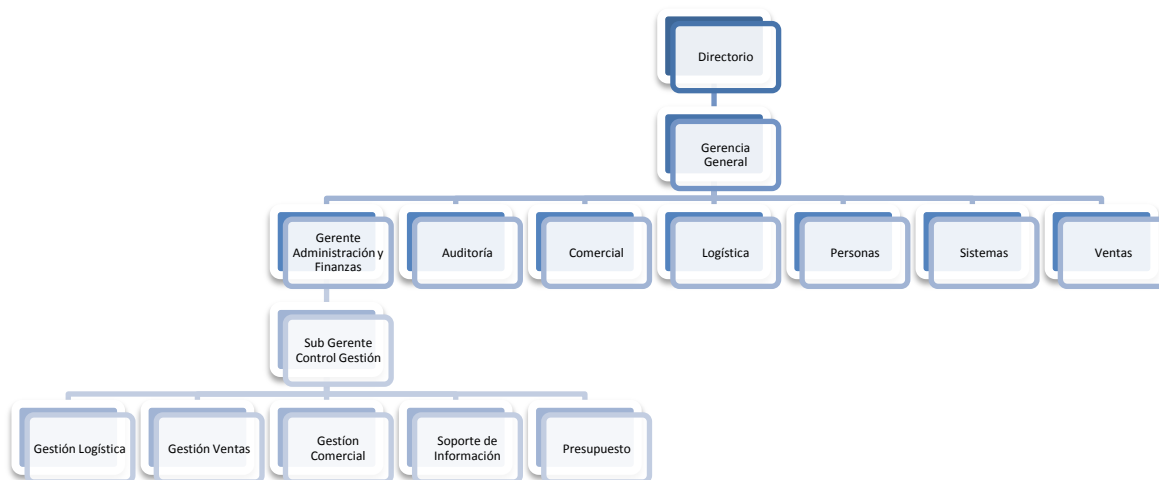 Directorio
Gerencia
General
Gerente
Administración y
Finanzas
Auditoría
Comercial
Logística
Personas
Sistemas
Ventas
Sub Gerente
Control Gestión
Gestión Logística
Gestión Ventas
Gestíon
Comercial
Soporte de
Información
Presupuesto